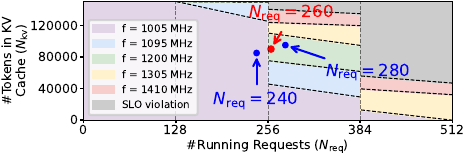 #Tokens in KV
Cache (N_kv)
120000
80000
40000
0
f = 1005 MHz
f = 1095 MHz
f = 1200 MHz
f = 1305 MHz
f = 1410 MHz
SLO violation
N_req = 260
N_req = 280
N_req = 240
0 128 256 384 512
#Running Requests (N_req)